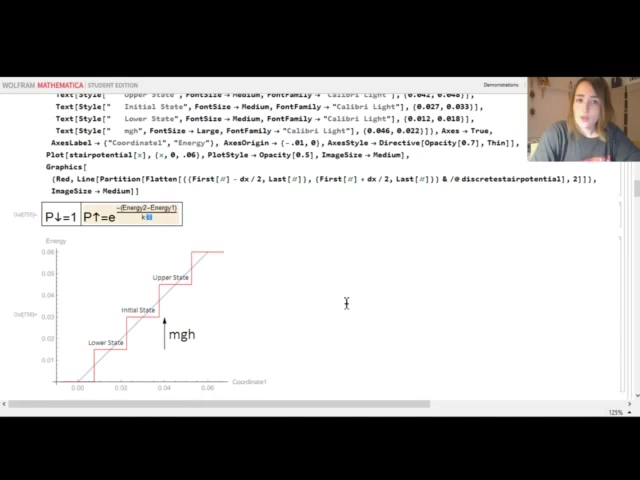 WOLFRAM MATHEMATICA | STUDENT EDITION Demonstrations
Text[Style[" Upper State", FontSize → Medium, FontFamily → "Calibri Light"], {0.042, 0.048}],
Text[Style[" Initial State", FontSize → Medium, FontFamily → "Calibri Light"], {0.027, 0.033}],
Text[Style[" Lower State", FontSize → Medium, FontFamily → "Calibri Light"], {0.012, 0.018}],
Text[Style[" mgh", FontSize → Large, FontFamily → "Calibri Light"], {0.046, 0.022}]}, Axes → True,
AxesLabel → {"Coordinate1", "Energy"}, AxesOrigin → {-.01, 0}, AxesStyle → Directive[Opacity[0.7], Thin]],
Plot[stairpotential[x], {x, 0, .06}, PlotStyle → Opacity[0.5], ImageSize → Medium],
Graphics[
{Red, Line[Partition[Flatten[{{First[#] - dx / 2, Last[#]}, {First[#] + dx / 2, Last[#]}} & /@ discretestairpotential], 2]]},
ImageSize → Medium]]
P↓=1 P↑=e -(Energy2-Energy1)
k
Energy
0.06
0.05
0.04
0.03
0.02
0.01
Upper State
Initial State
Lower State
mgh
0.00 0.02 0.04 0.06 Coordinate1
125%